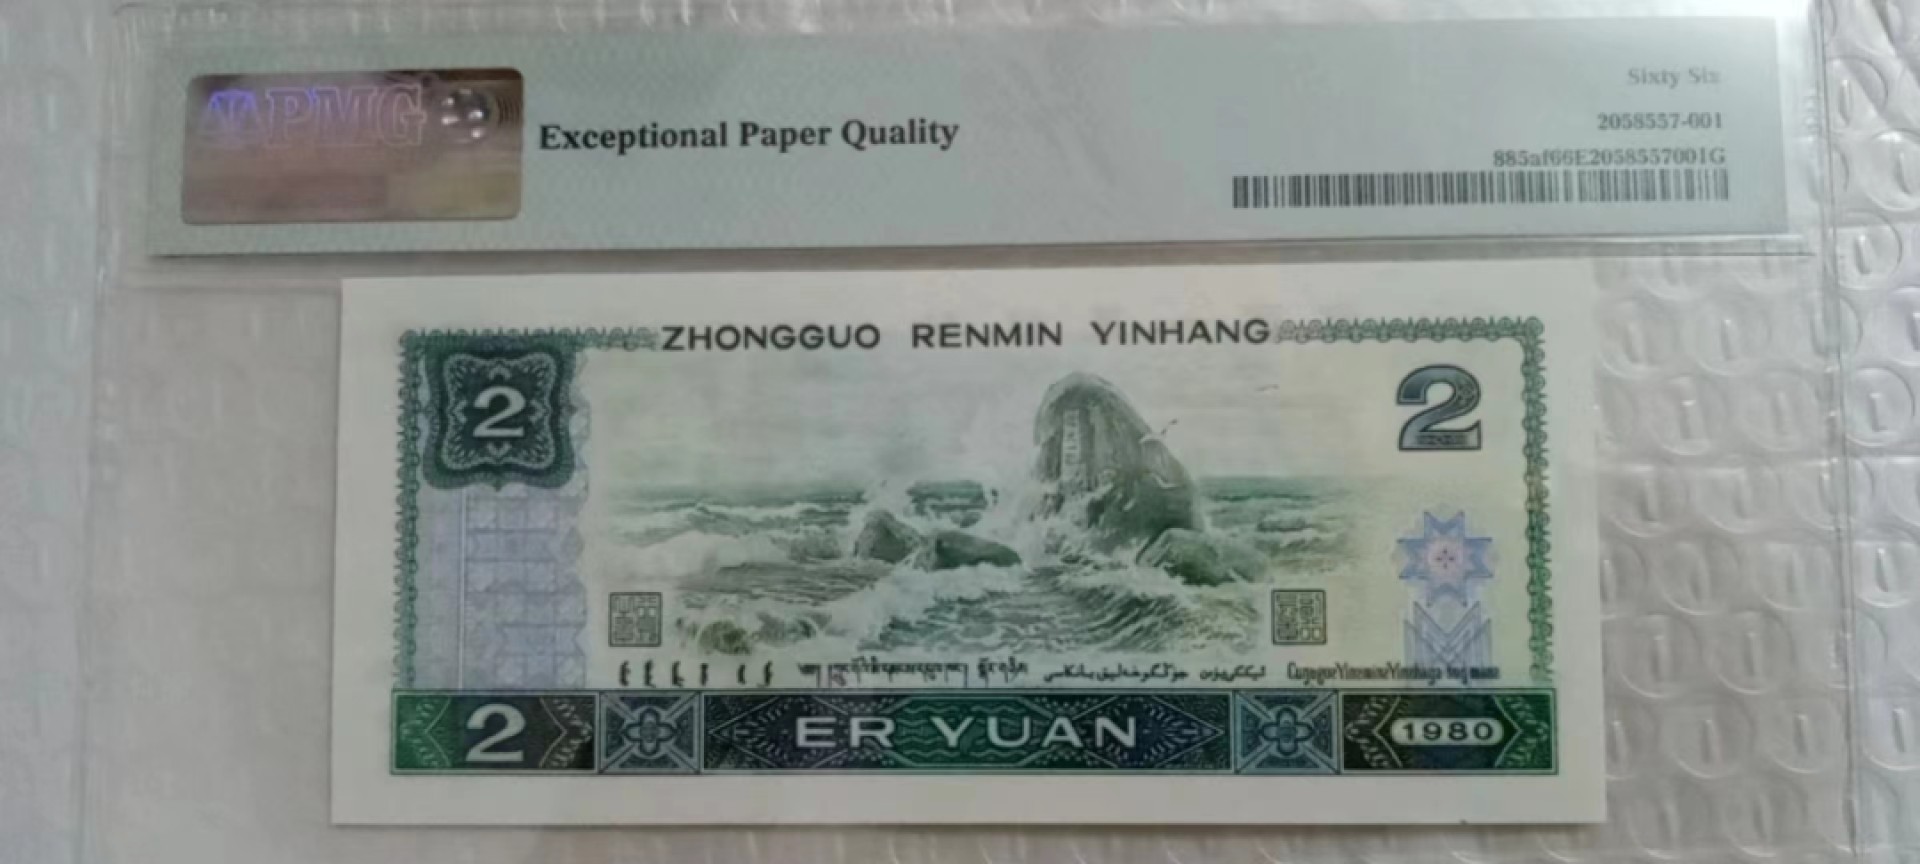 PMG
Exceptional Paper Quality
Sixty Six
2058557-001
885af66E2058557001G
ZHONGGUO RENMIN YINHANG
2
2
2
ER YUAN
1980